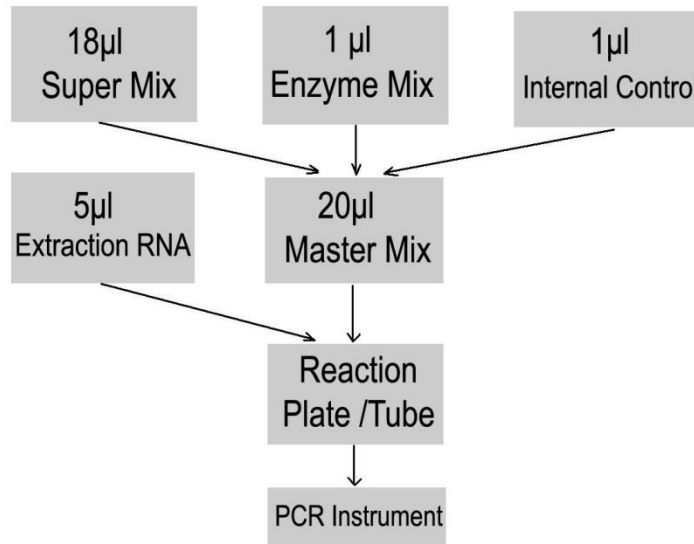 18µl
Super Mix
1 µl
Enzyme Mix
1µl
Internal Contro
5µl
Extraction RNA
20µl
Master Mix
Reaction
Plate /Tube
PCR Instrument